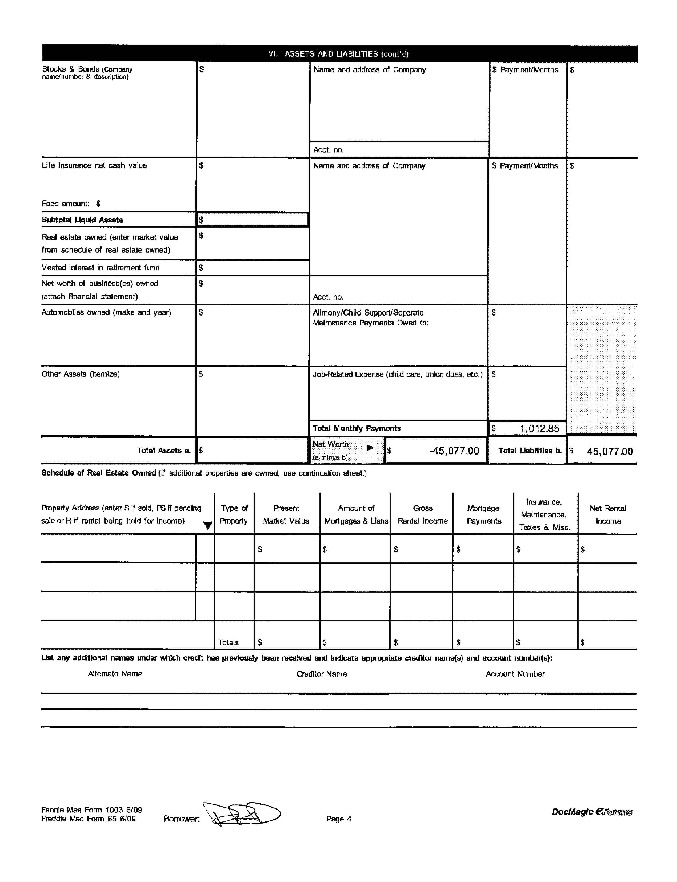 VI. ASSETS AND LIABILITIES (cont'd)
Stocks & Bonds (Company name/number & description)
$
Name and address of Company
$ Payment/Months
$
Acct. no.
Life insurance net cash value
$
Name and address of Company
$ Payment/Months
$
Face amount: $
Subtotal Liquid Assets
$
Real estate owned (enter market value from schedule of real estate owned)
$
Vested interest in retirement fund
$
Net worth of business(es) owned (attach financial statement)
$
Acct. no.
Automobiles owned (make and year)
$
Alimony/Child Support/Separate Maintenance Payments Owed to:
$
Other Assets (itemize)
$
Job-Related Expense (child care, union dues, etc.)
$
Total Monthly Payments
$ 1,012.85
Total Assets a.
$
Net Worth (a minus b)
$ -45,077.00
Total Liabilities b.
$ 45,077.00
Schedule of Real Estate Owned (if additional properties are owned, use continuation sheet.)
Property Address (enter S if sold, PS if pending sale or R if rental being held for income)
Type of Property
Present Market Value
Amount of Mortgages & Liens
Gross Rental Income
Mortgage Payments
Insurance, Maintenance, Taxes & Misc.
Net Rental Income
$ $ $ $ $ $
Totals $ $ $ $ $ $
List any additional names under which credit has previously been received and indicate appropriate creditor name(s) and account number(s):
Alternate Name
Creditor Name
Account Number
Fannie Mae Form 1003 6/09
Freddie Mac Form 65 6/09
Borrower:
Page 4
DocMagic